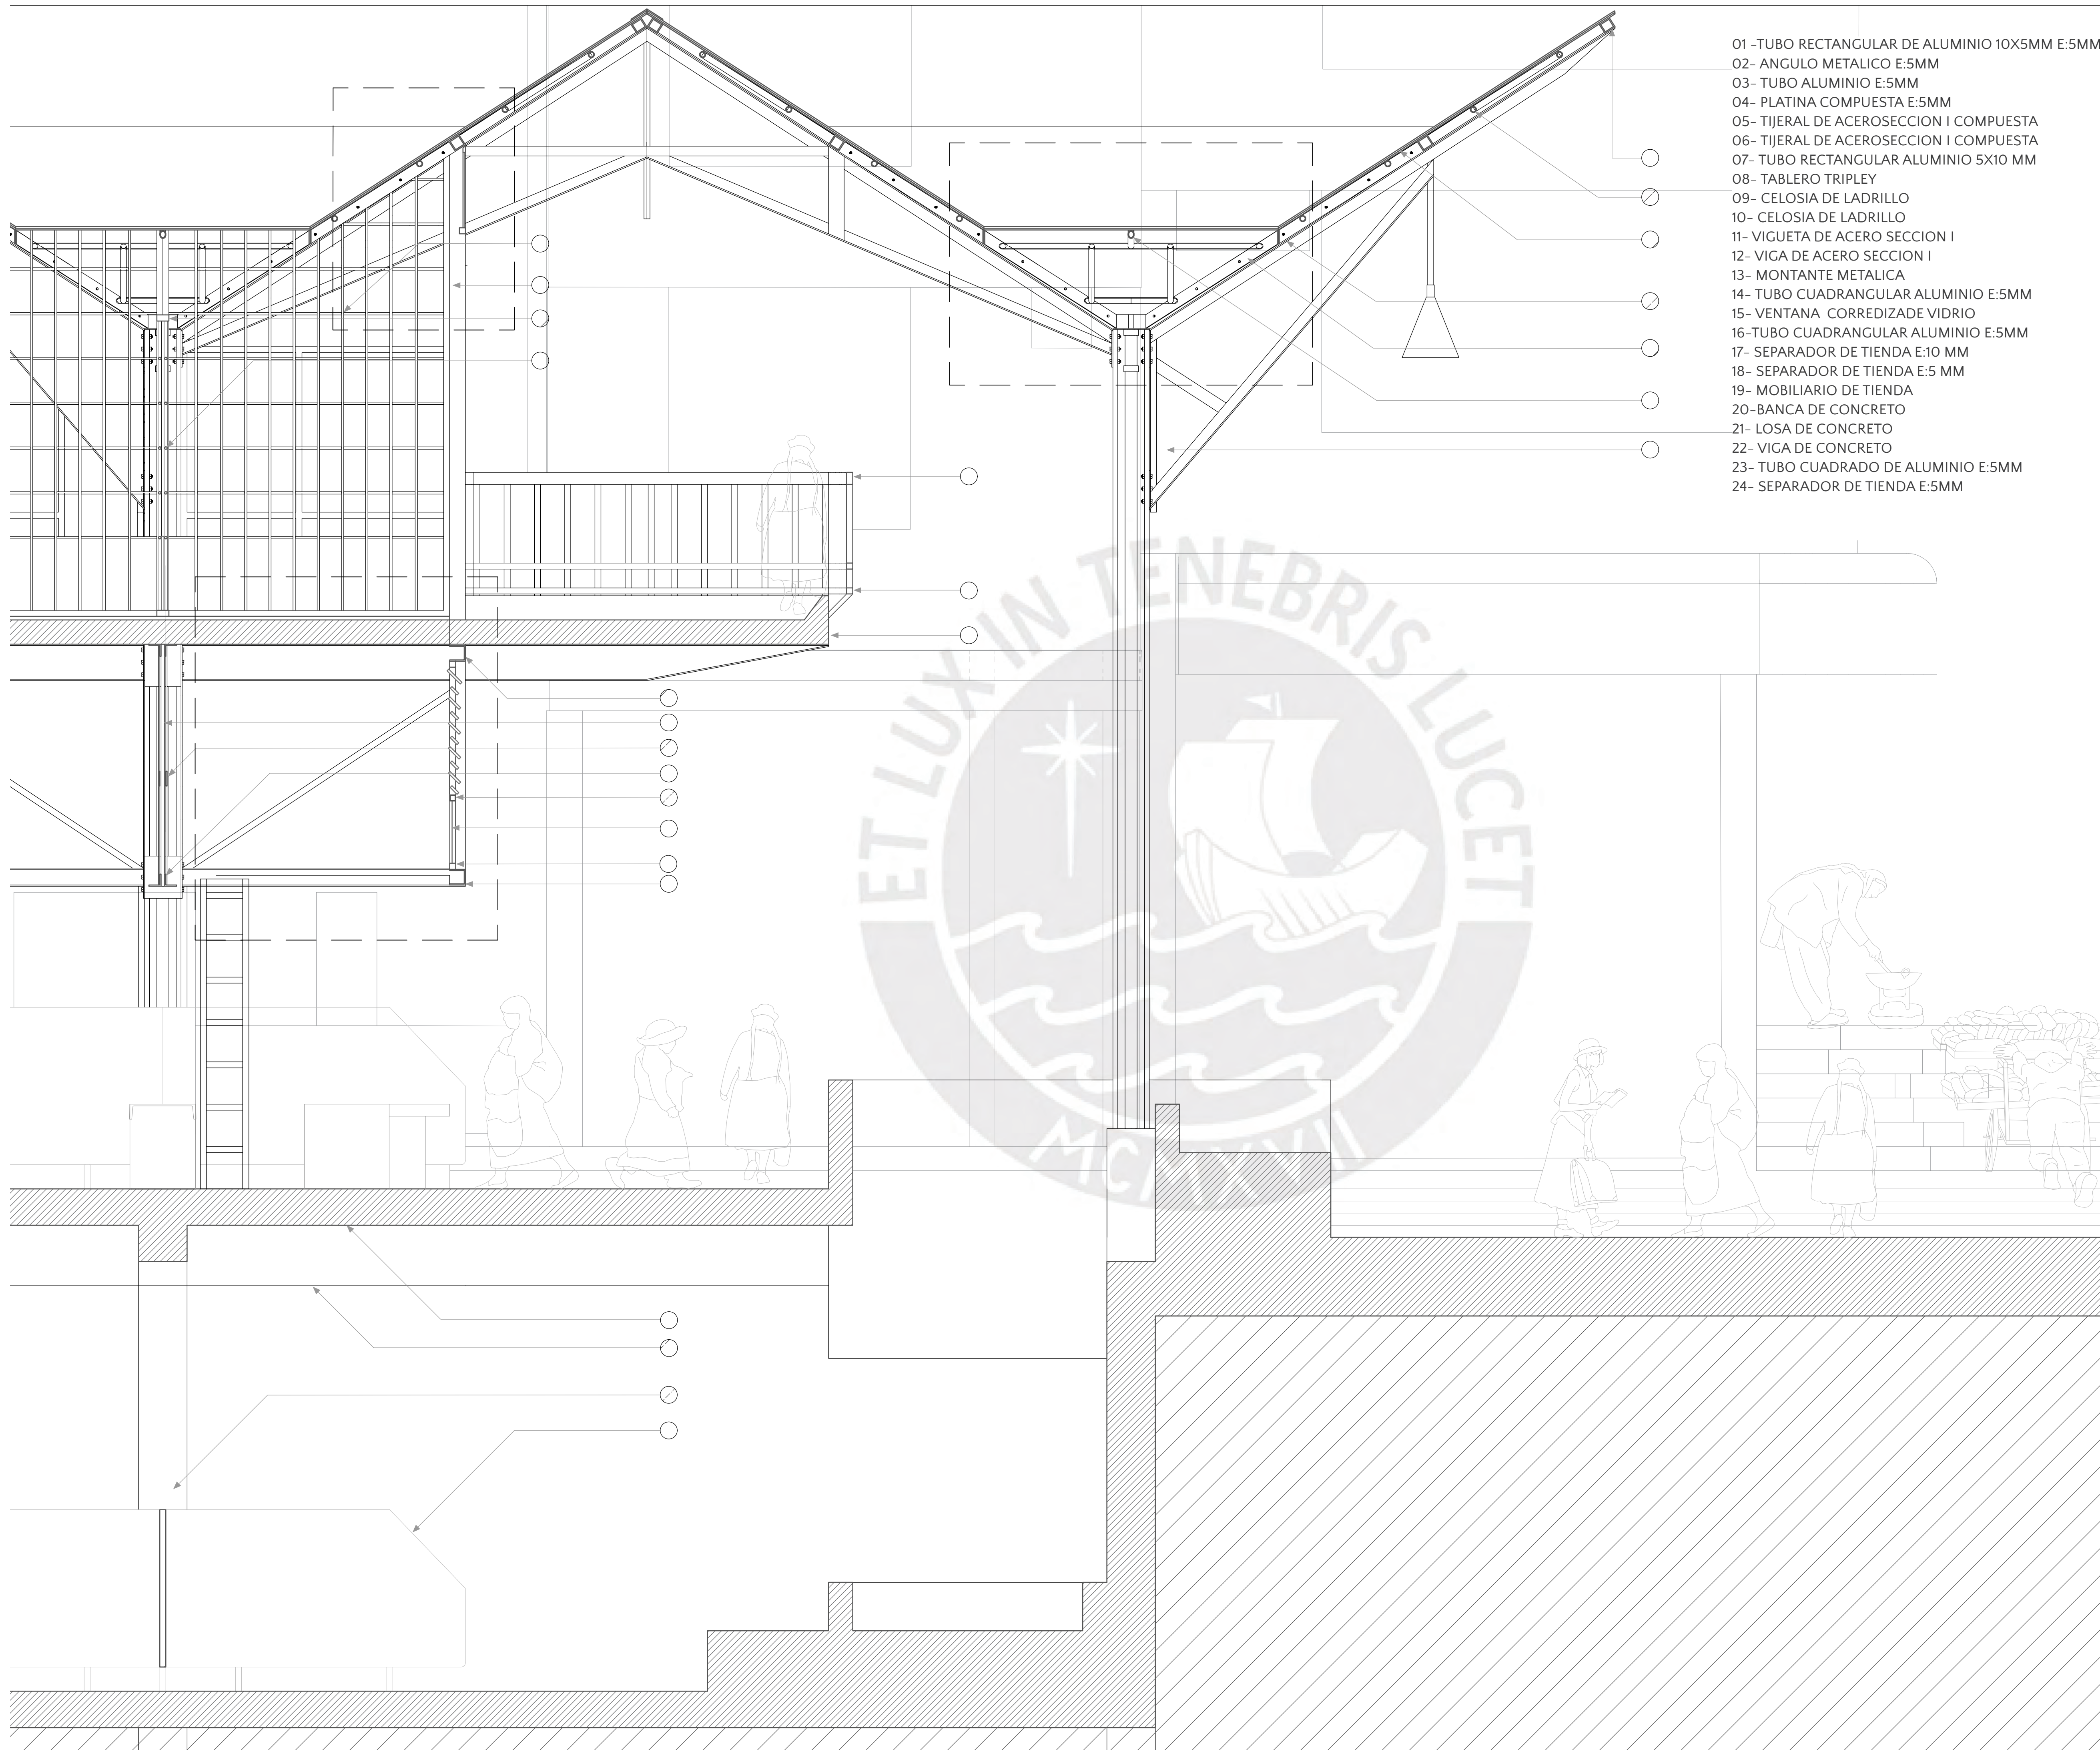 01 -TUBO RECTANGULAR DE ALUMINIO 10X5MM E:5MM
02- ANGULO METALICO E:5MM
03- TUBO ALUMINIO E:5MM
04- PLATINA COMPUESTA E:5MM
05- TIJERAL DE ACEROSECCION I COMPUESTA
06- TIJERAL DE ACEROSECCION I COMPUESTA
07- TUBO RECTANGULAR ALUMINIO 5X10 MM
08- TABLERO TRIPLEY
09- CELOSIA DE LADRILLO
10- CELOSIA DE LADRILLO
11- VIGUETA DE ACERO SECCION I
12- VIGA DE ACERO SECCION I
13- MONTANTE METALICA
14- TUBO CUADRANGULAR ALUMINIO E:5MM
15- VENTANA CORREDIZADE VIDRIO
16-TUBO CUADRANGULAR ALUMINIO E:5MM
17- SEPARADOR DE TIENDA E:10 MM
18- SEPARADOR DE TIENDA E:5 MM
19- MOBILIARIO DE TIENDA
20-BANCA DE CONCRETO
21- LOSA DE CONCRETO
22- VIGA DE CONCRETO
23- TUBO CUADRADO DE ALUMINIO E:5MM
24- SEPARADOR DE TIENDA E:5MM
ET LUX IN TENEBRIS LUCET
MCMXVII